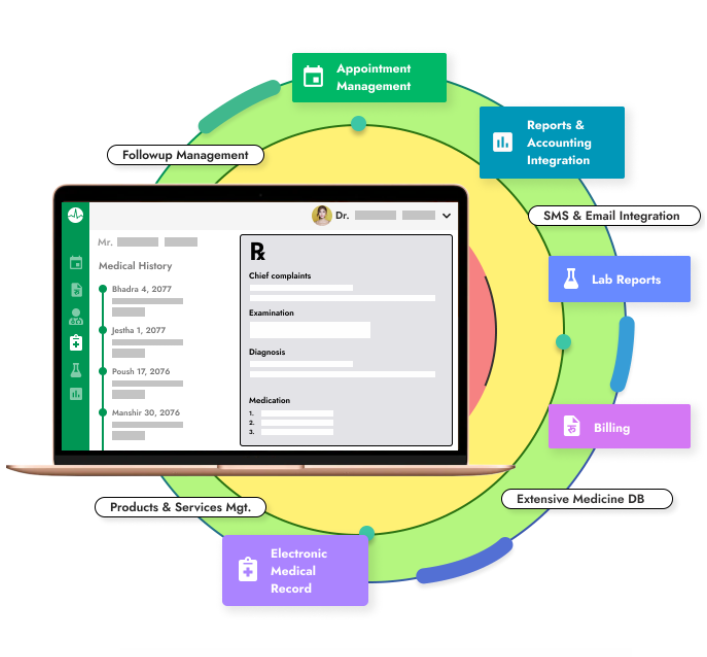 Appointment
Management
Reports &
Accounting
Integration
Followup Management
SMS & Email Integration
Dr.
Mr.
Medical History
Bhadra 4, 2077
Jestha 1, 2077
Poush 17, 2076
Manshir 30, 2076
℞
Chief complaints
Examination
Diagnosis
Medication
1.
2.
3.
Lab Reports
रु
Billing
Products & Services Mgt.
Extensive Medicine DB
Electronic
Medical
Record